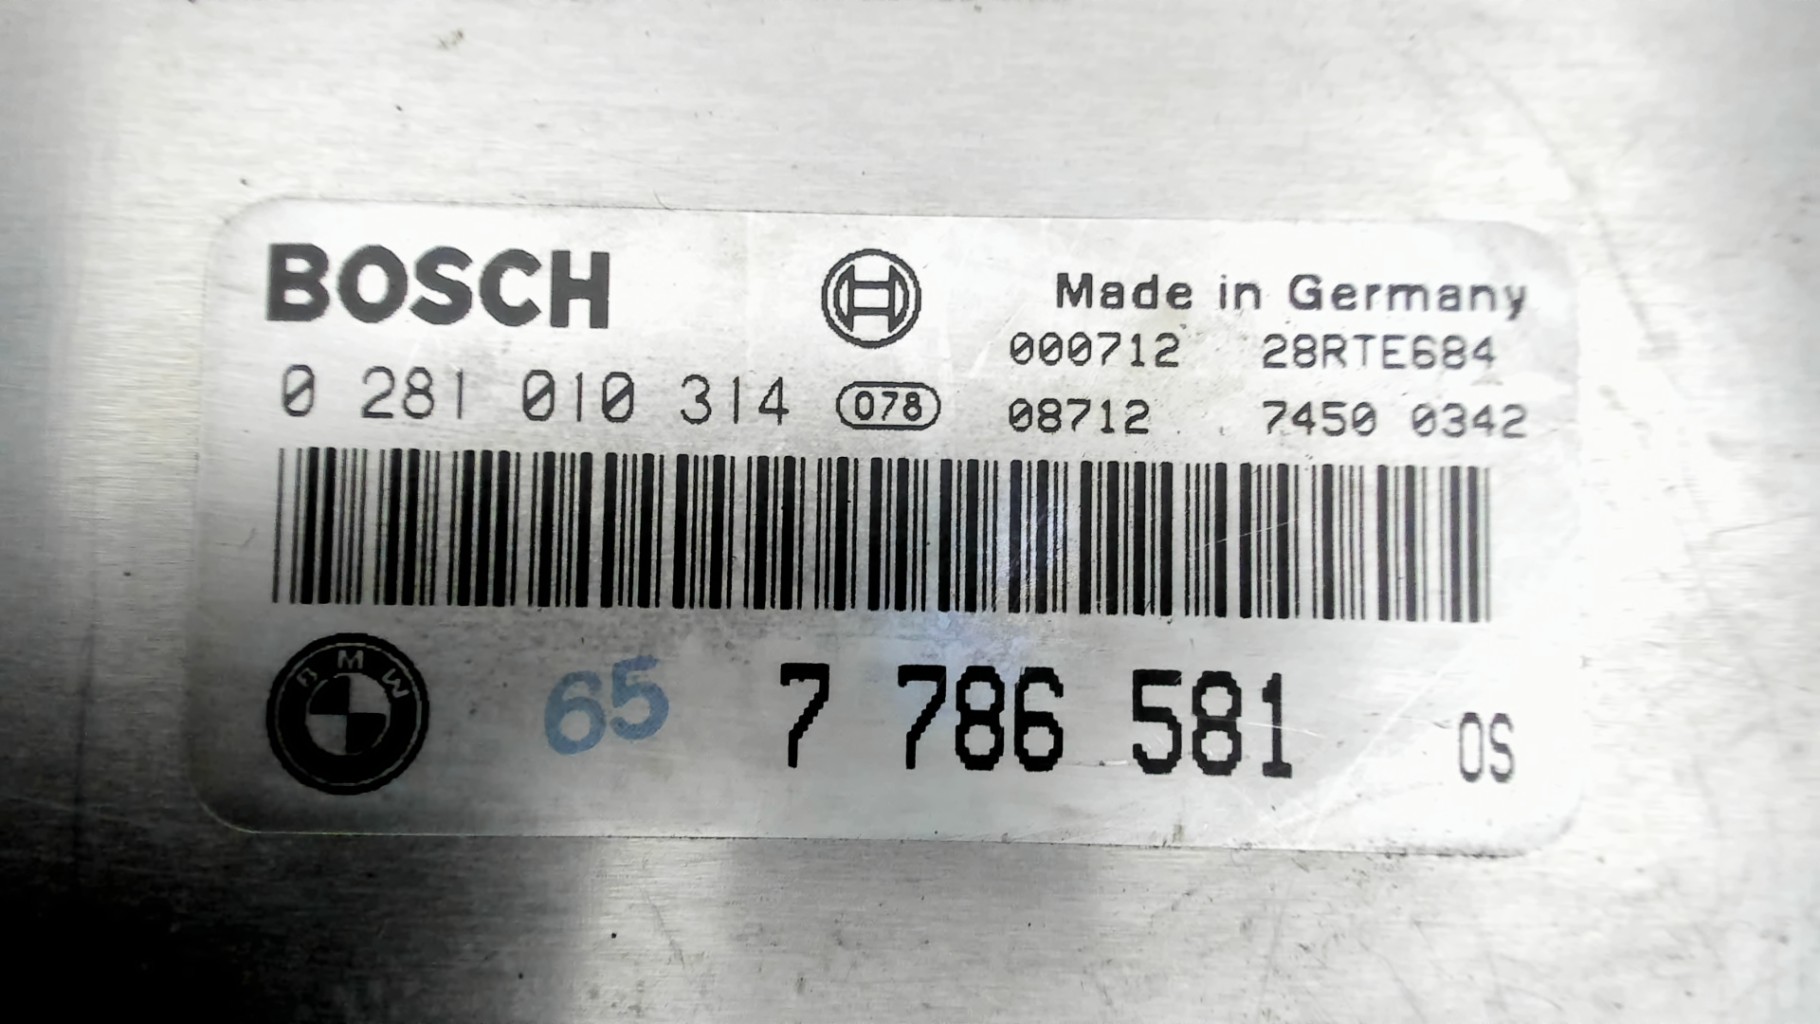 BOSCH
Made in Germany
000712 28RTE684
0 281 010 314 078 08712 7450 0342
BMW 65 7 786 581 OS